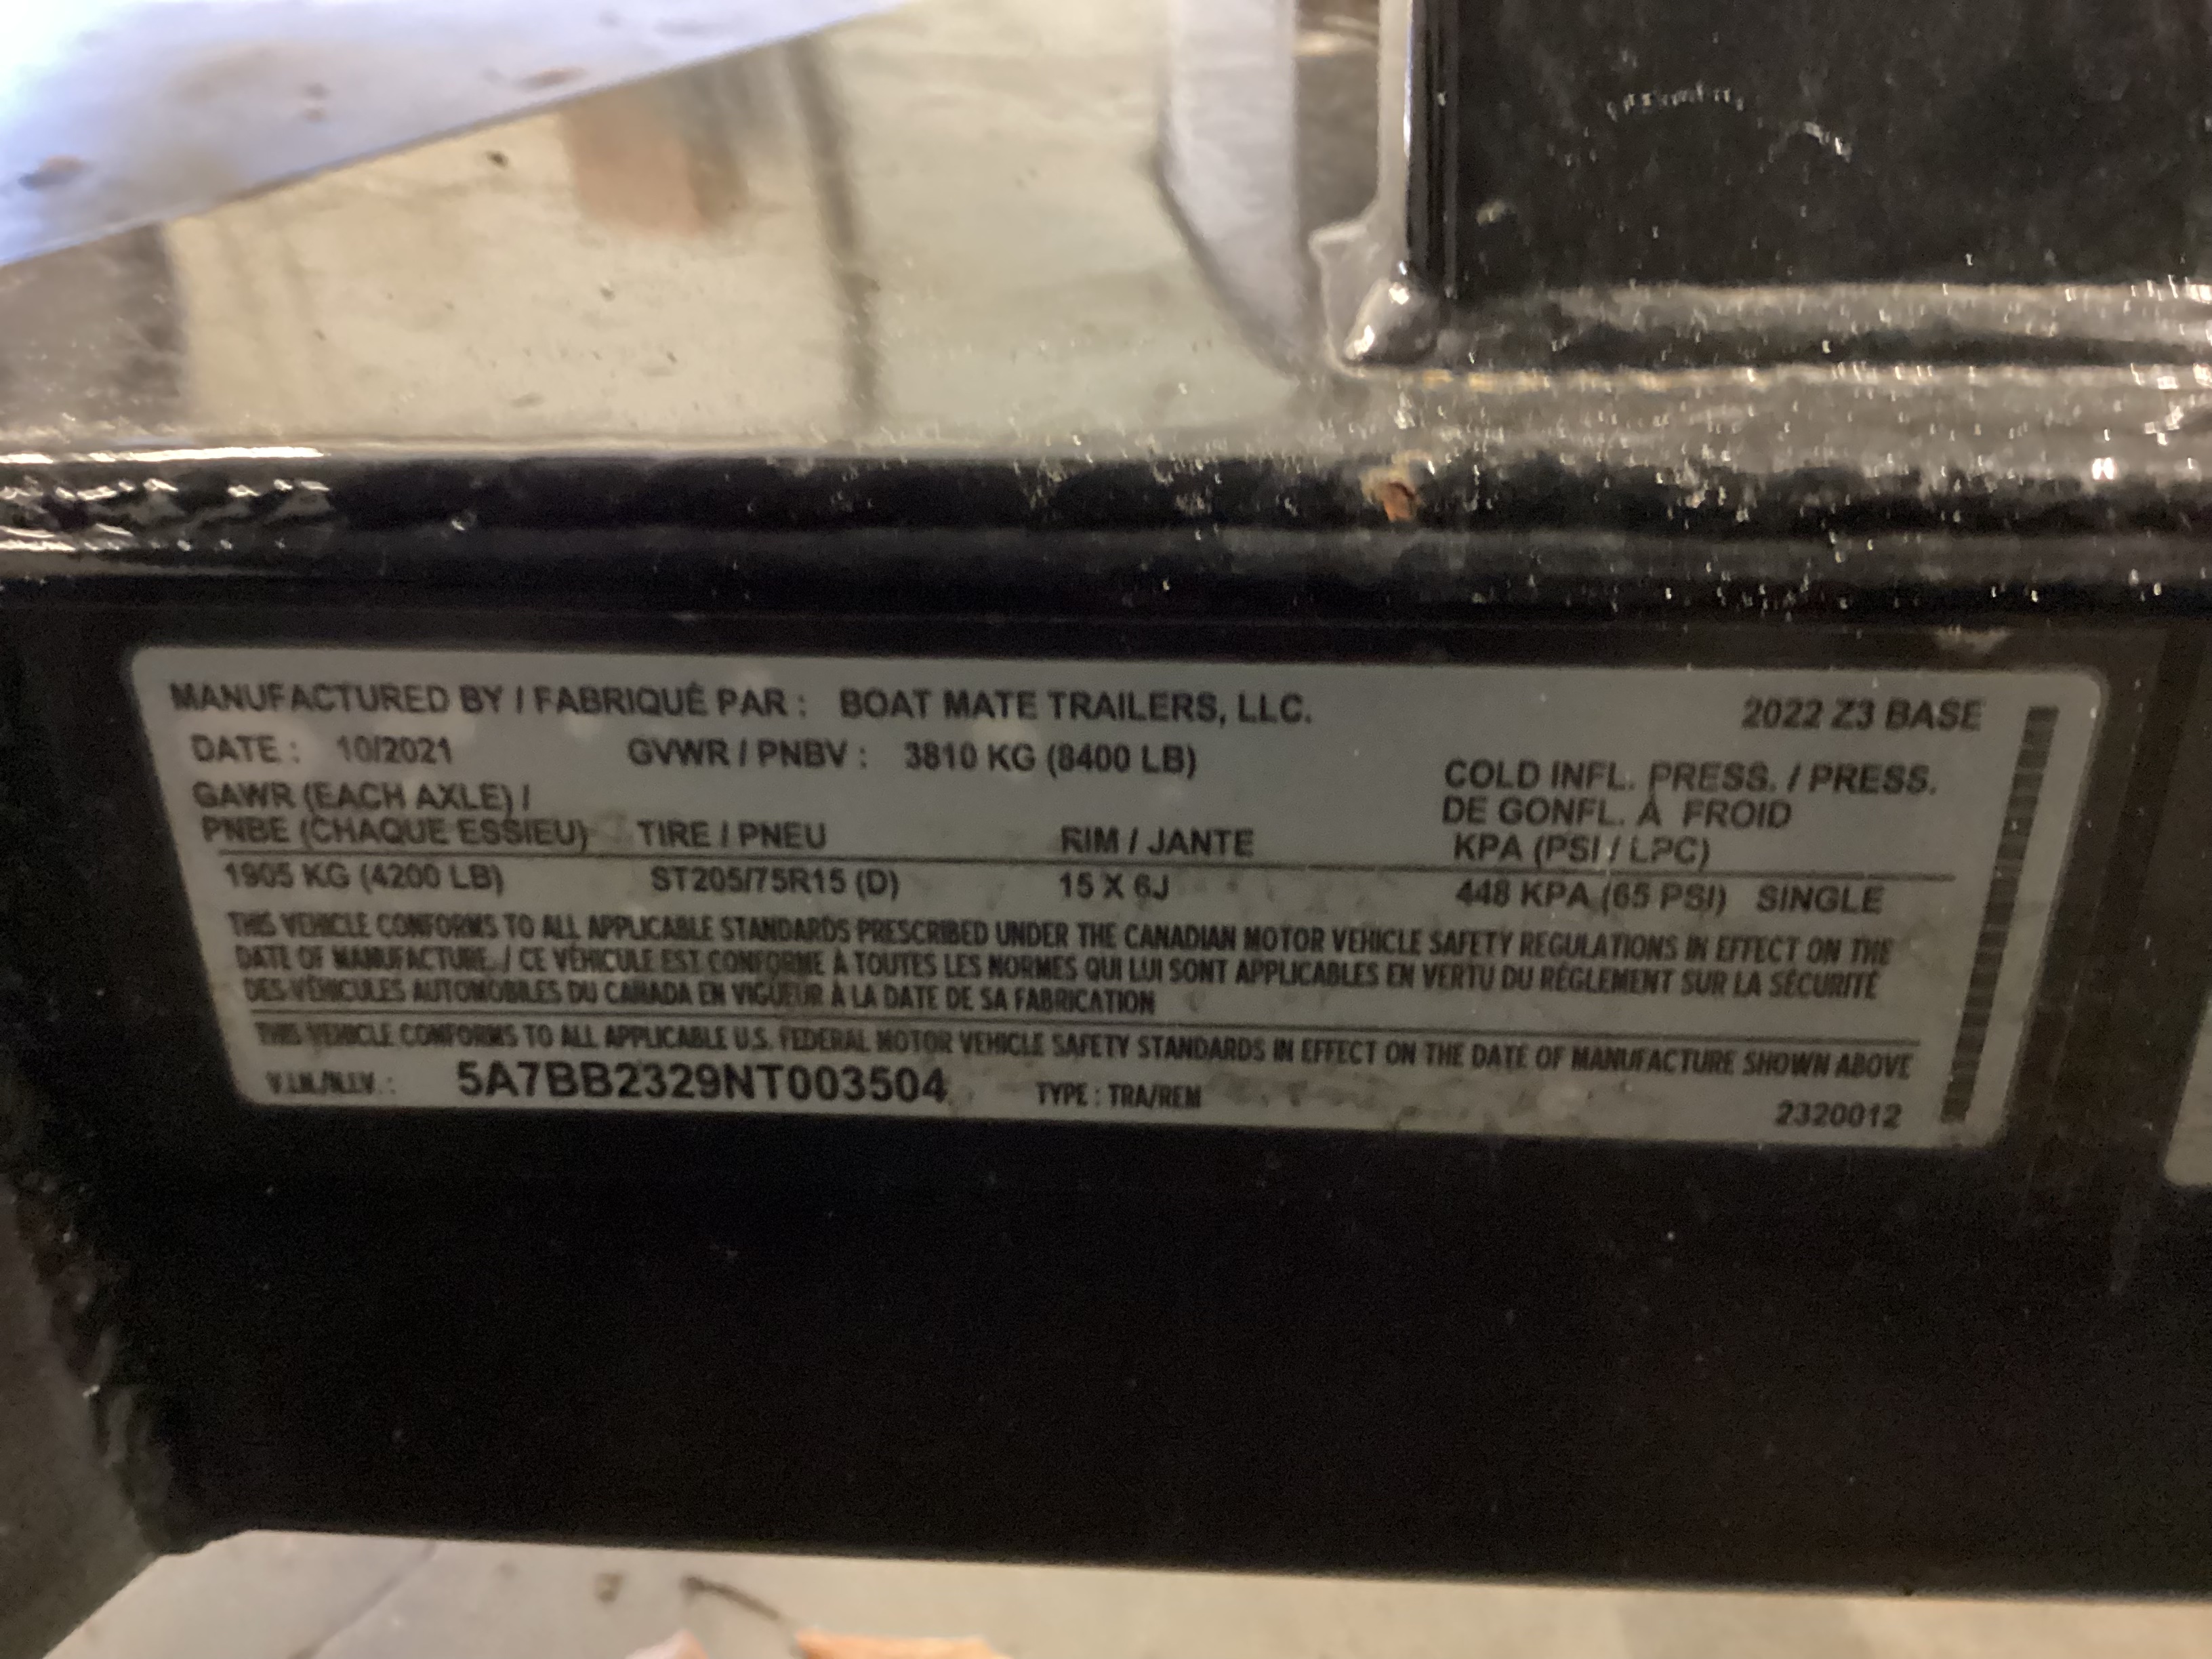 MANUFACTURED BY / FABRIQUÉ PAR : BOAT MATE TRAILERS, LLC. 2022 Z3 BASE
DATE : 10/2021 GVWR / PNBV : 3810 KG (8400 LB)
COLD INFL. PRESS. / PRESS.
GAWR (EACH AXLE) / DE GONFL. À FROID
PNBE (CHAQUE ESSIEU) TIRE / PNEU RIM / JANTE KPA (PSI / LPC)
1905 KG (4200 LB) ST205/75R15 (D) 15 X 6J 448 KPA (65 PSI) SINGLE
THIS VEHICLE CONFORMS TO ALL APPLICABLE STANDARDS PRESCRIBED UNDER THE CANADIAN MOTOR VEHICLE SAFETY REGULATIONS IN EFFECT ON THE
DATE OF MANUFACTURE. / CE VÉHICULE EST CONFORME À TOUTES LES NORMES QUI LUI SONT APPLICABLES EN VERTU DU RÈGLEMENT SUR LA SÉCURITÉ
DES VÉHICULES AUTOMOBILES DU CANADA EN VIGUEUR À LA DATE DE SA FABRICATION
THIS VEHICLE CONFORMS TO ALL APPLICABLE U.S. FEDERAL MOTOR VEHICLE SAFETY STANDARDS IN EFFECT ON THE DATE OF MANUFACTURE SHOWN ABOVE
V.I.N./N.I.V. : 5A7BB2329NT003504 TYPE : TRA/REM 2320012